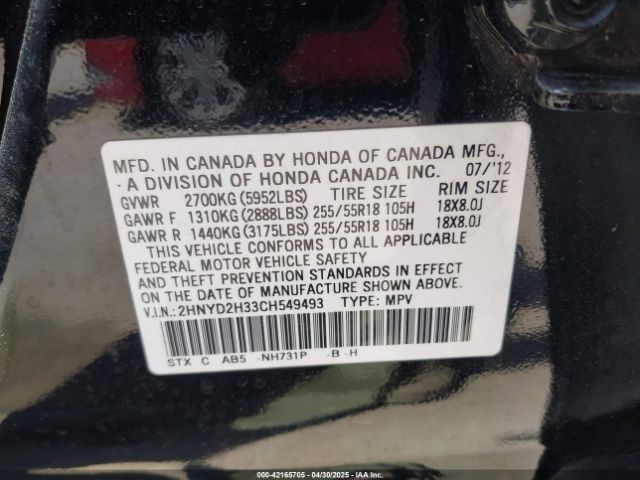 MFD. IN CANADA BY HONDA OF CANADA MFG.,
A DIVISION OF HONDA CANADA INC. 07/'12
GVWR 2700KG (5952LBS) TIRE SIZE RIM SIZE
GAWR F 1310KG (2888LBS) 255/55R18 105H 18X8.0J
GAWR R 1440KG (3175LBS) 255/55R18 105H 18X8.0J
THIS VEHICLE CONFORMS TO ALL APPLICABLE
FEDERAL MOTOR VEHICLE SAFETY
AND THEFT PREVENTION STANDARDS IN EFFECT
ON THE DATE OF MANUFACTURE SHOWN ABOVE.
V.I.N.:2HNYD2H33CH549493 TYPE: MPV
STX C AB5 -NH731P -B -H
000-42165705 - 04/30/2025 - IAA Inc.